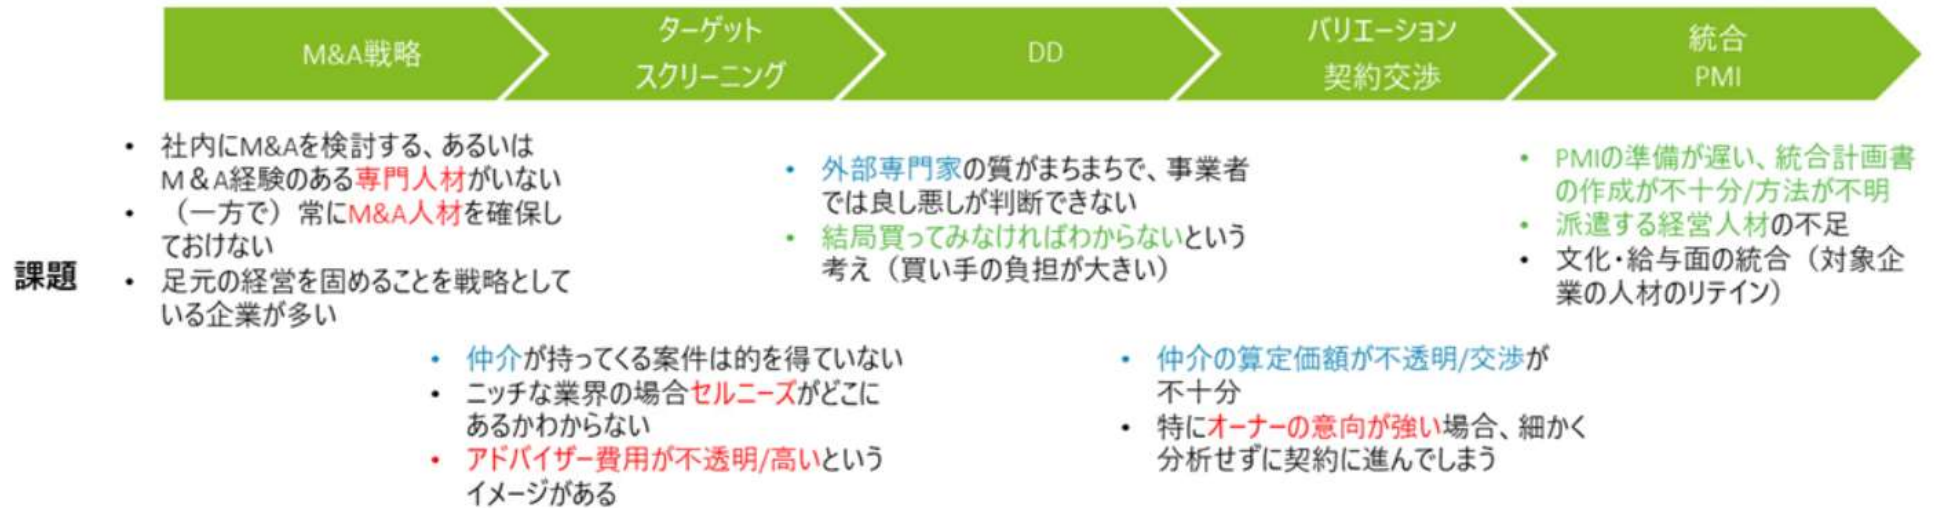 M&A戦略
ターゲット
スクリーニング
DD
バリエーション
契約交渉
統合
PMI
課題
• 社内にM&Aを検討する、あるいは
M&A経験のある専門人材がいない
• （一方で）常にM&A人材を確保し
ておけない
• 足元の経営を固めることを戦略として
いる企業が多い
• 仲介が持ってくる案件は的を得ていない
• ニッチな業界の場合セルニーズがどこに
あるかわからない
• アドバイザー費用が不透明/高いという
イメージがある
• 外部専門家の質がまちまちで、事業者
では良し悪しが判断できない
• 結局買ってみなければわからないという
考え（買い手の負担が大きい）
• 仲介の算定価額が不透明/交渉が
不十分
• 特にオーナーの意向が強い場合、細かく
分析せずに契約に進んでしまう
• PMIの準備が遅い、統合計画書
の作成が不十分/方法が不明
• 派遣する経営人材の不足
• 文化・給与面の統合（対象企
業の人材のリテイン）